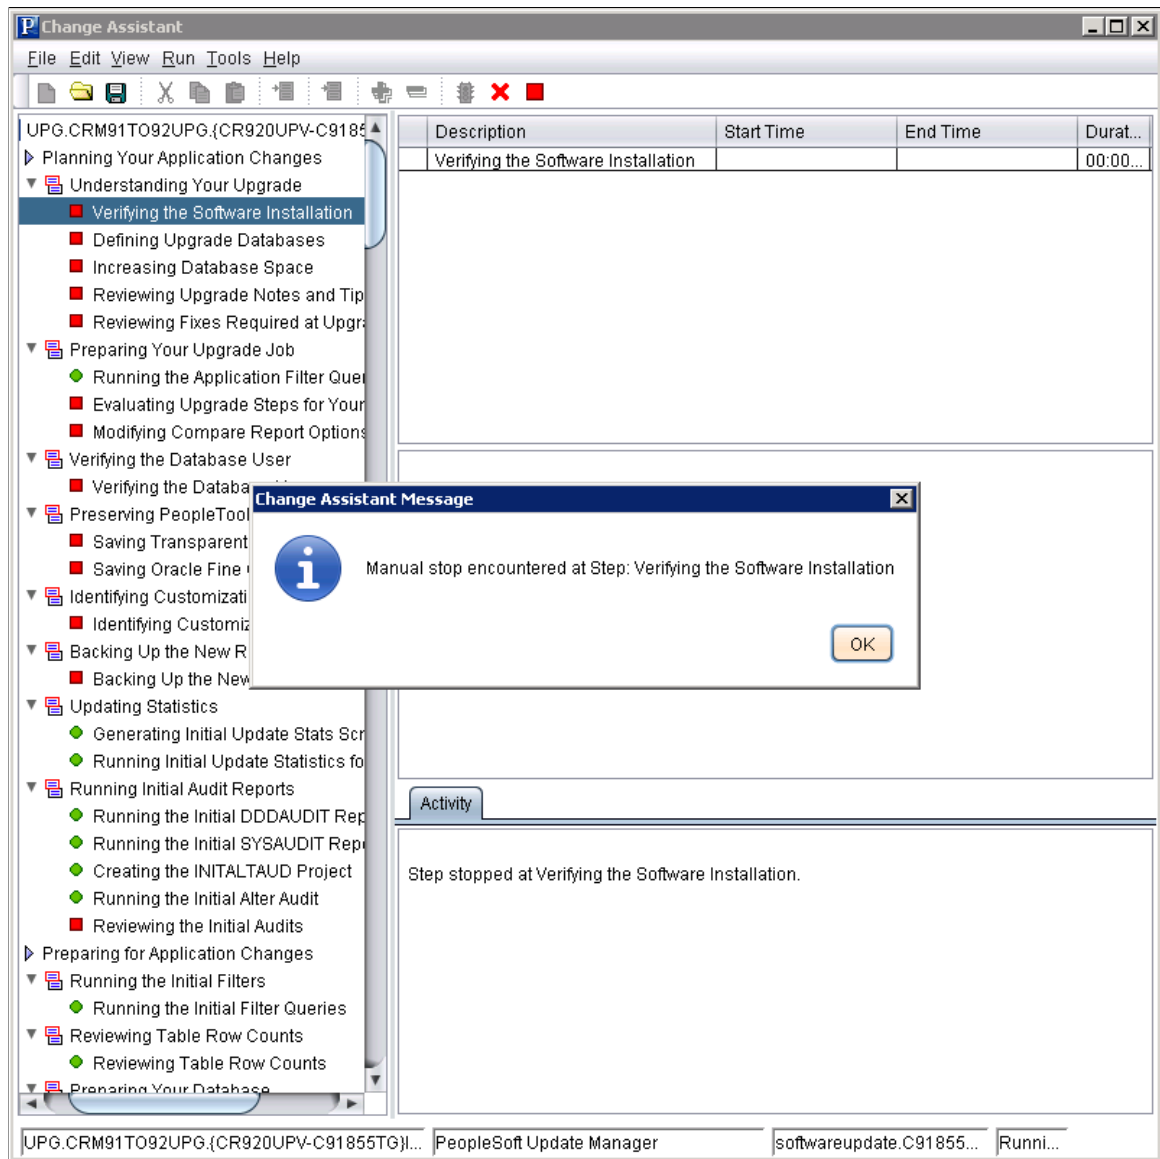 Change Assistant
File Edit View Run Tools Help
UPG.CRM91TO92UPG.{CR920UPV-C9185
Planning Your Application Changes
Understanding Your Upgrade
Verifying the Software Installation
Defining Upgrade Databases
Increasing Database Space
Reviewing Upgrade Notes and Tip
Reviewing Fixes Required at Upgra
Preparing Your Upgrade Job
Running the Application Filter Quer
Evaluating Upgrade Steps for Your
Modifying Compare Report Options
Verifying the Database User
Verifying the Databa
Preserving PeopleTool
Saving Transparent
Saving Oracle Fine
Identifying Customizati
Identifying Customiz
Backing Up the New R
Backing Up the New
Updating Statistics
Generating Initial Update Stats Scr
Running Initial Update Statistics fo
Running Initial Audit Reports
Running the Initial DDDAUDIT Rep
Running the Initial SYSAUDIT Repo
Creating the INITALTAUD Project
Running the Initial Alter Audit
Reviewing the Initial Audits
Preparing for Application Changes
Running the Initial Filters
Running the Initial Filter Queries
Reviewing Table Row Counts
Reviewing Table Row Counts
Preparing Your Database
Description Start Time End Time Durat...
Verifying the Software Installation 00:00...
Change Assistant Message
Manual stop encountered at Step: Verifying the Software Installation
OK
Activity
Step stopped at Verifying the Software Installation.
UPG.CRM91TO92UPG.{CR920UPV-C91855TG}I... PeopleSoft Update Manager softwareupdate.C91855... Runni...